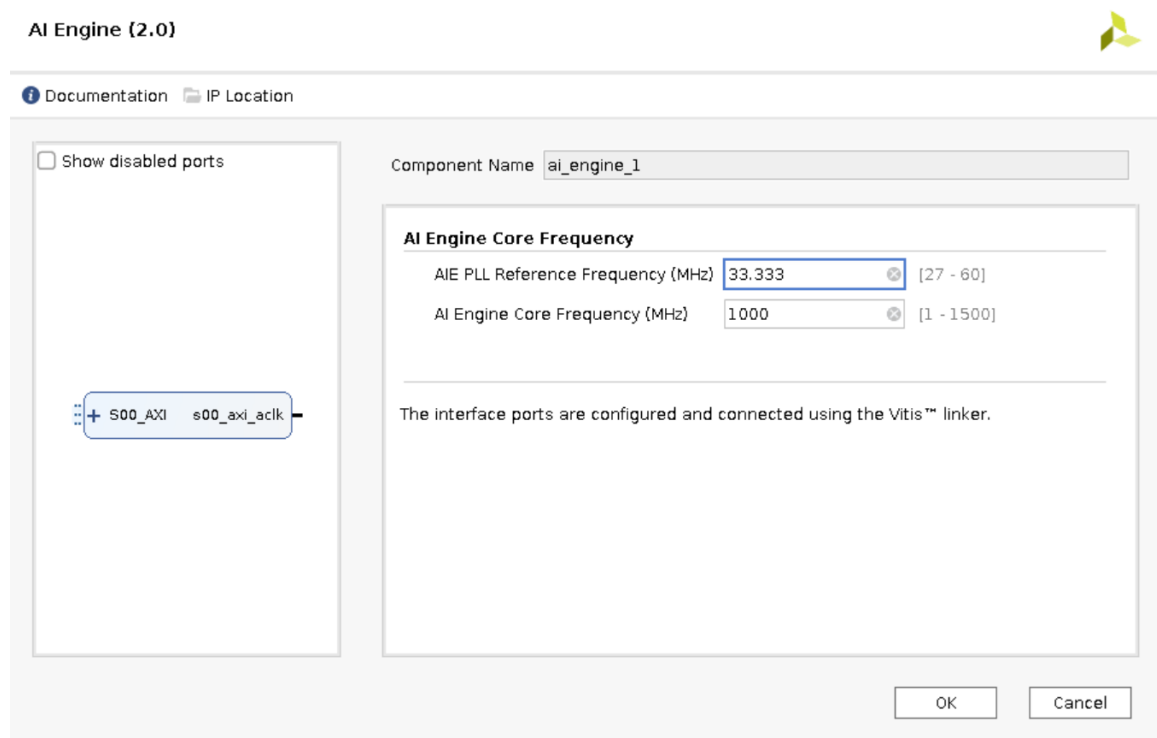 AI Engine (2.0)
Documentation IP Location
Show disabled ports
S00_AXI s00_axi_aclk
Component Name ai_engine_1
AI Engine Core Frequency
AIE PLL Reference Frequency (MHz) 33.333 [27 - 60]
AI Engine Core Frequency (MHz) 1000 [1 - 1500]
The interface ports are configured and connected using the Vitis™ linker.
OK Cancel